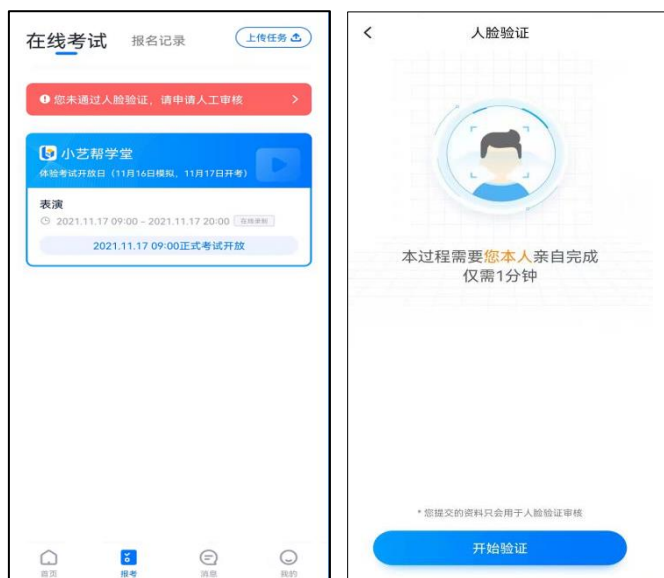 在线考试
报名记录
上传任务
您未通过人脸验证，请申请人工审核
小艺帮学堂
体验考试开放日（11月16日模拟，11月17日开考）
表演
2021.11.17 09:00 - 2021.11.17 20:00 在线录制
2021.11.17 09:00正式考试开放
首页
报考
消息
我的
人脸验证
本过程需要您本人亲自完成
仅需1分钟
* 您提交的资料只会用于人脸验证审核
开始验证